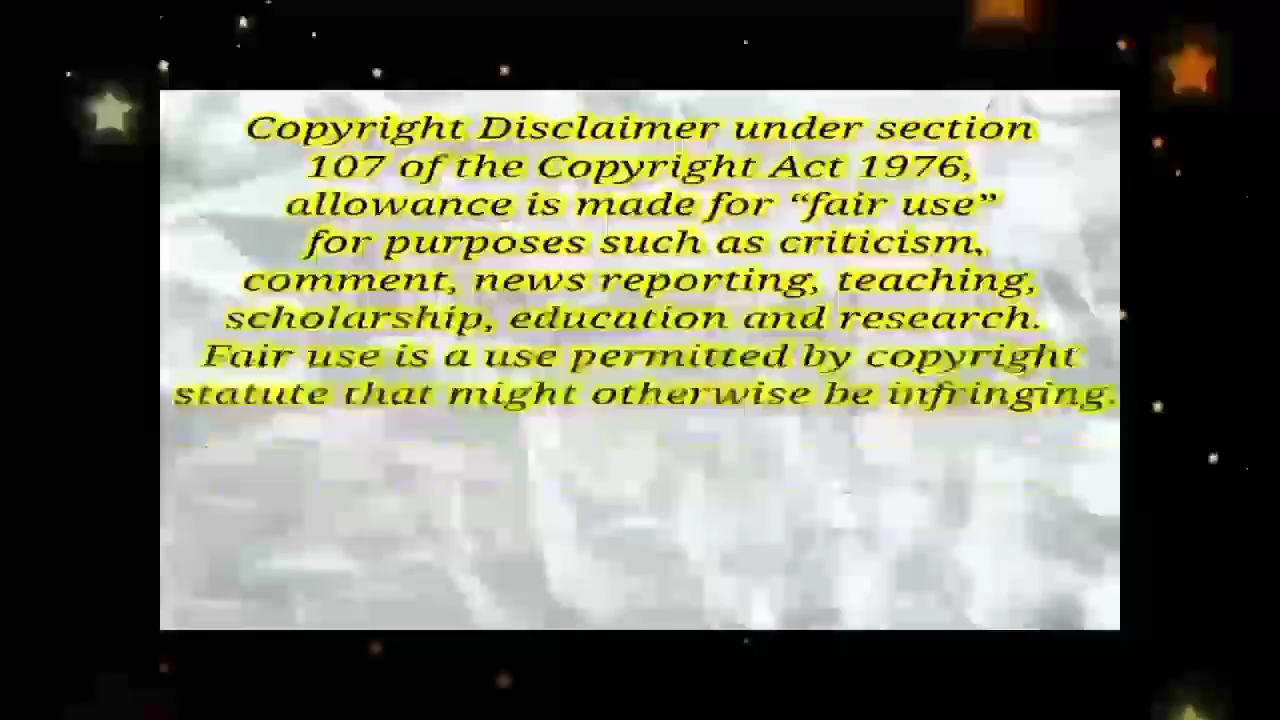 Copyright Disclaimer under section
107 of the Copyright Act 1976,
allowance is made for “fair use”
for purposes such as criticism,
comment, news reporting, teaching,
scholarship, education and research.
Fair use is a use permitted by copyright
statute that might otherwise be infringing.